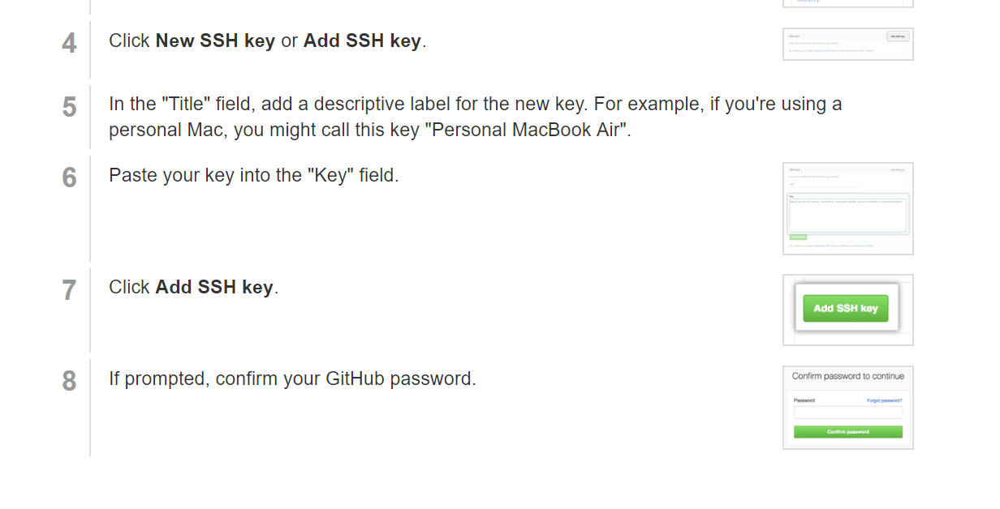 4
Click New SSH key or Add SSH key.
5
In the "Title" field, add a descriptive label for the new key. For example, if you're using a
personal Mac, you might call this key "Personal MacBook Air".
6
Paste your key into the "Key" field.
7
Click Add SSH key.
Add SSH key
8
If prompted, confirm your GitHub password.
Confirm password to continue
Password Forgot password?
Confirm password